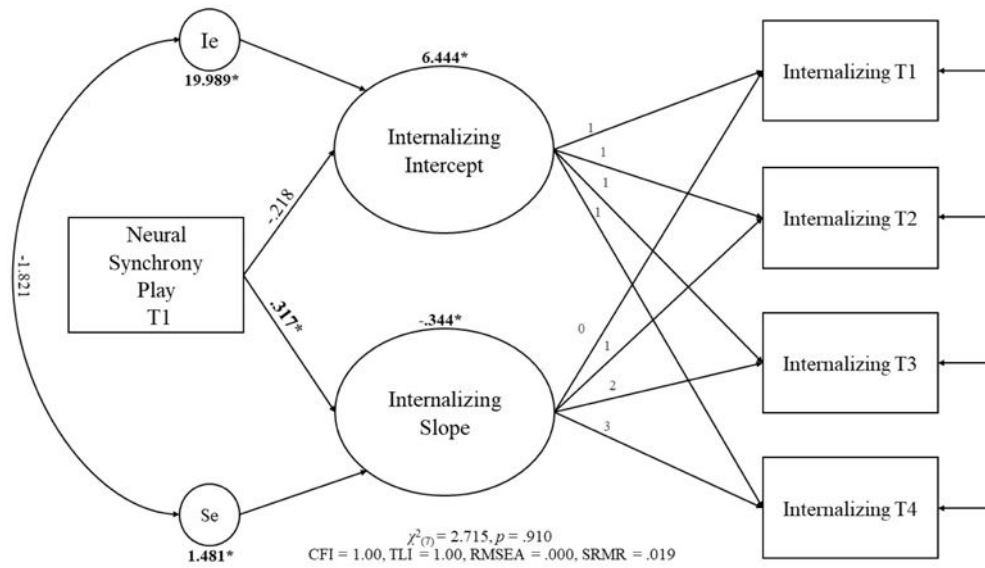 Ie
19.989*
6.444*
Internalizing
Intercept
Internalizing T1
1
1
1
1
-.218
Internalizing T2
Neural
Synchrony
Play
T1
-1.821
.317*
-.344*
0
1
2
3
Internalizing T3
Internalizing
Slope
Internalizing T4
Se
1.481*
χ²(7) = 2.715, p = .910
CFI = 1.00, TLI = 1.00, RMSEA = .000, SRMR = .019